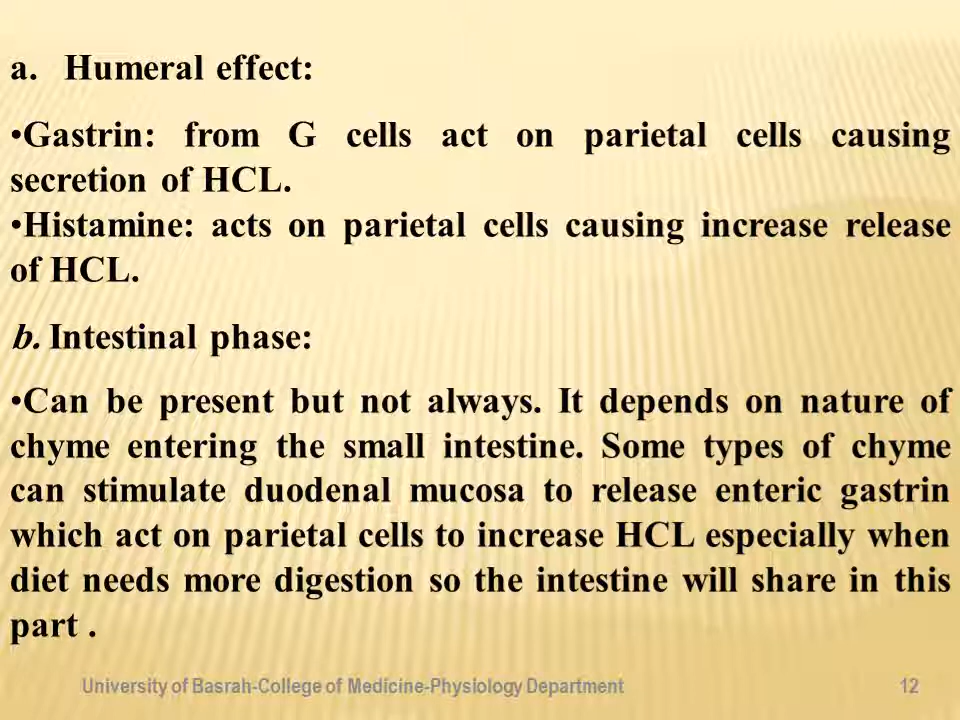 a. Humeral effect:
•Gastrin: from G cells act on parietal cells causing
secretion of HCL.
•Histamine: acts on parietal cells causing increase release
of HCL.
b. Intestinal phase:
•Can be present but not always. It depends on nature of
chyme entering the small intestine. Some types of chyme
can stimulate duodenal mucosa to release enteric gastrin
which act on parietal cells to increase HCL especially when
diet needs more digestion so the intestine will share in this
part .
University of Basrah-College of Medicine-Physiology Department 12